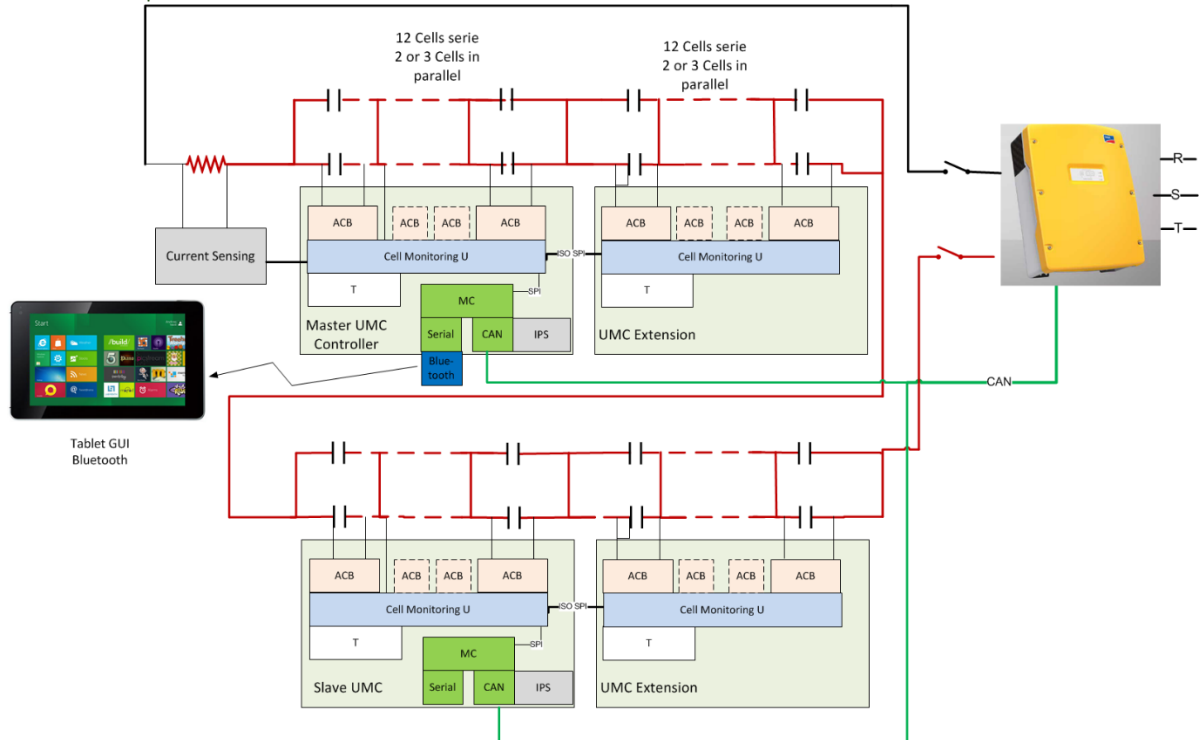 12 Cells serie
2 or 3 Cells in
parallel
12 Cells serie
2 or 3 Cells in
parallel
R
S
T
ACB
ACB
ACB
ACB
ACB
ACB
ACB
ACB
Current Sensing
Cell Monitoring U
ISO SPI
Cell Monitoring U
T
SPI
T
MC
Master UMC
Controller
Serial
CAN
IPS
UMC Extension
Blue-
tooth
Start
/build/
CAN
Tablet GUI
Bluetooth
ACB
ACB
ACB
ACB
ACB
ACB
ACB
ACB
Cell Monitoring U
ISO SPI
Cell Monitoring U
T
SPI
T
MC
Slave UMC
Serial
CAN
IPS
UMC Extension